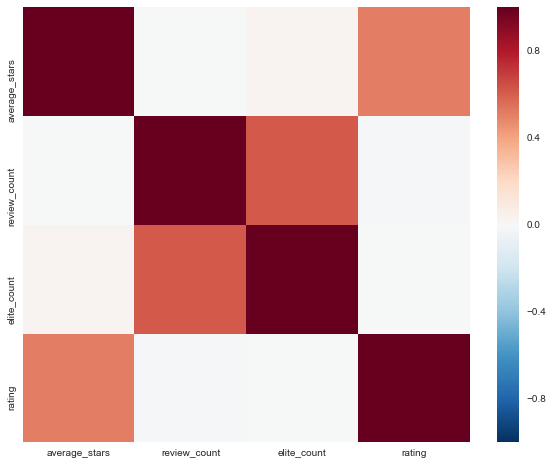 average_stars
review_count
elite_count
rating
average_stars
review_count
elite_count
rating
0.8
0.4
0.0
−0.4
−0.8